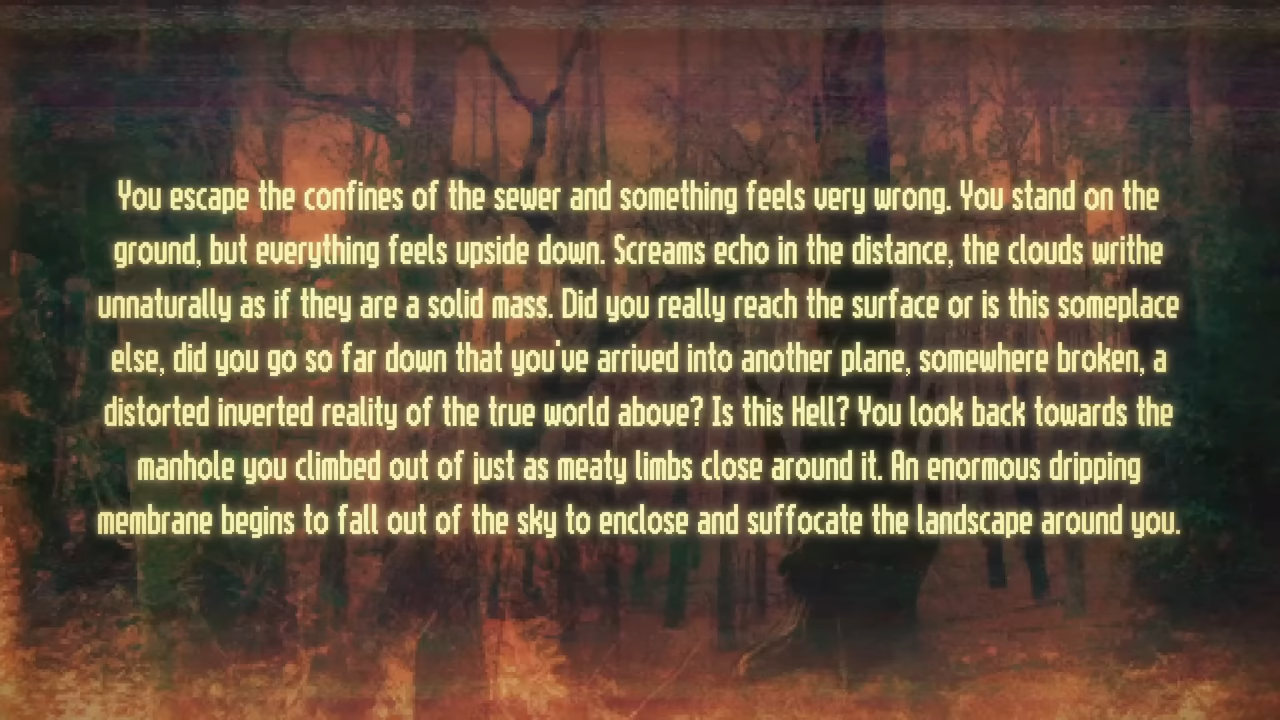 You escape the confines of the sewer and something feels very wrong. You stand on the
ground, but everything feels upside down. Screams echo in the distance, the clouds writhe
unnaturally as if they are a solid mass. Did you really reach the surface or is this someplace
else, did you go so far down that you've arrived into another plane, somewhere broken, a
distorted inverted reality of the true world above? Is this Hell? You look back towards the
manhole you climbed out of just as meaty limbs close around it. An enormous dripping
membrane begins to fall out of the sky to enclose and suffocate the landscape around you.